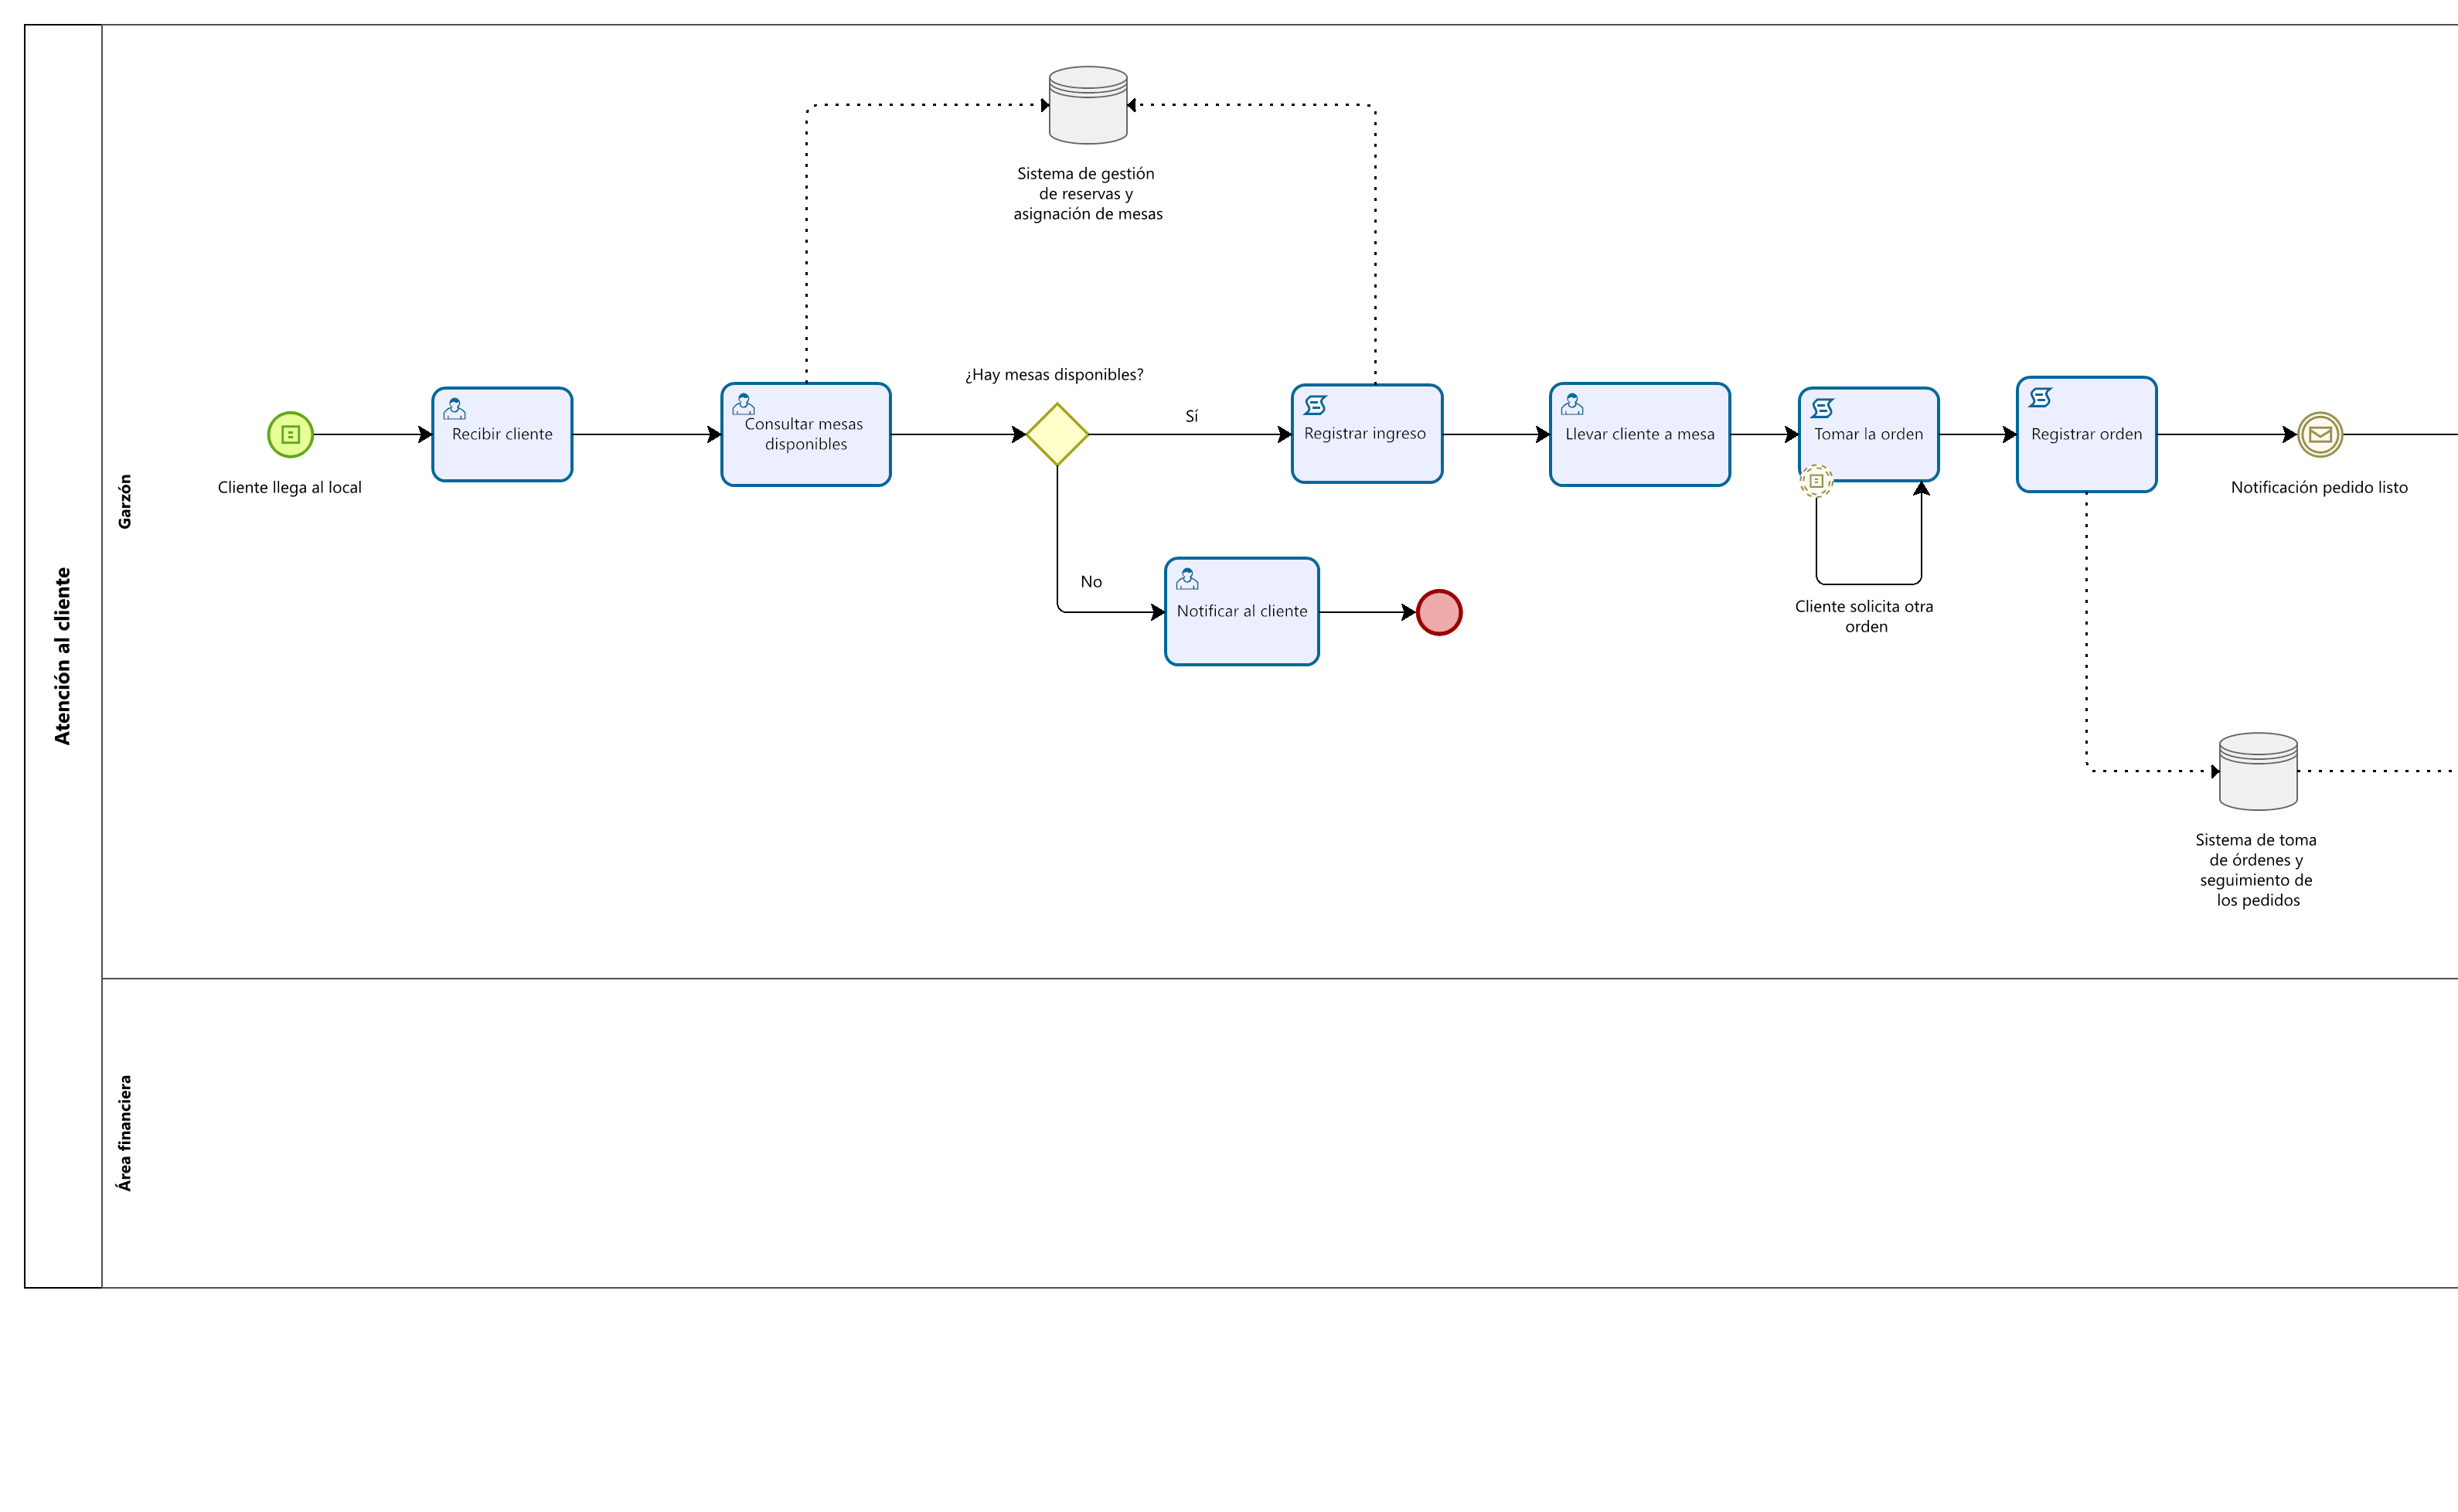 Atención al cliente
Garzón
Sistema de gestión
de reservas y
asignación de mesas
Cliente llega al local
Recibir cliente
Consultar mesas
disponibles
¿Hay mesas disponibles?
Sí
No
Registrar ingreso
Notificar al cliente
Llevar cliente a mesa
Tomar la orden
Cliente solicita otra
orden
Registrar orden
Notificación pedido listo
Sistema de toma
de órdenes y
seguimiento de
los pedidos
Área financiera